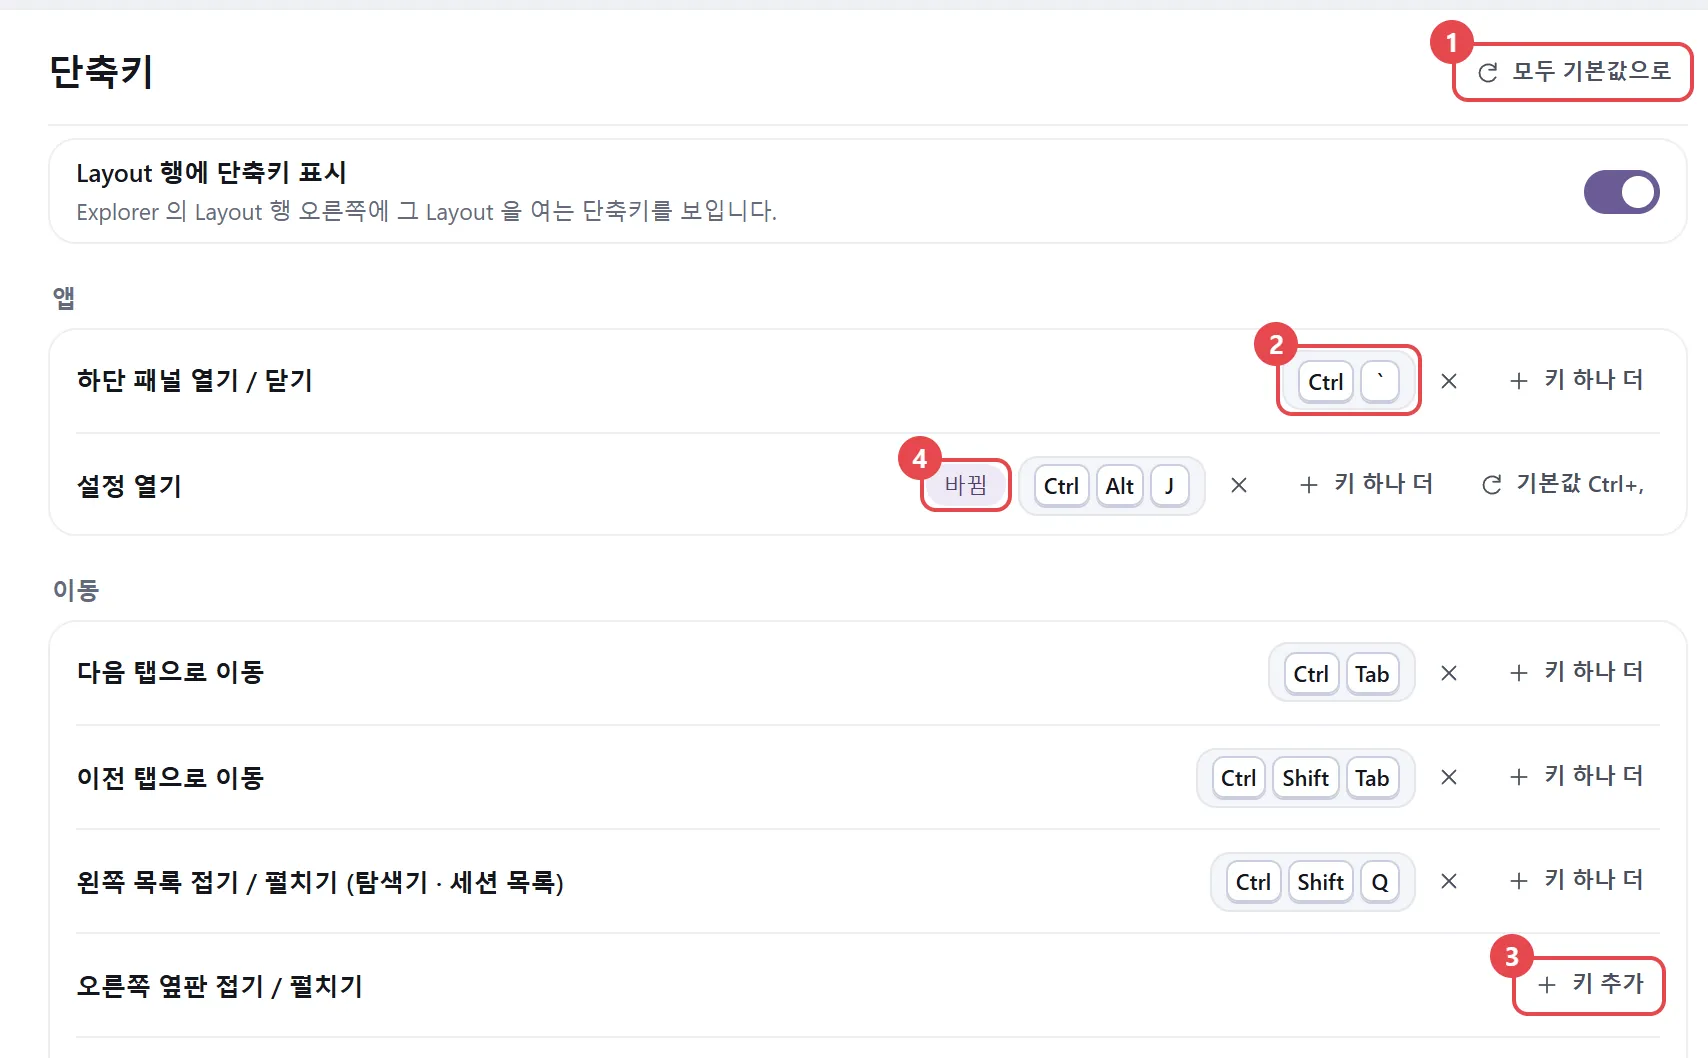 단축키
1
모두 기본값으로
Layout 행에 단축키 표시
Explorer 의 Layout 행 오른쪽에 그 Layout 을 여는 단축키를 보입니다.
앱
하단 패널 열기 / 닫기
2
Ctrl ` × + 키 하나 더
설정 열기
4
바뀜 Ctrl Alt J × + 키 하나 더 기본값 Ctrl+,
이동
다음 탭으로 이동 Ctrl Tab × + 키 하나 더
이전 탭으로 이동 Ctrl Shift Tab × + 키 하나 더
왼쪽 목록 접기 / 펼치기 (탐색기 · 세션 목록) Ctrl Shift Q × + 키 하나 더
오른쪽 옆판 접기 / 펼치기
3
+ 키 추가